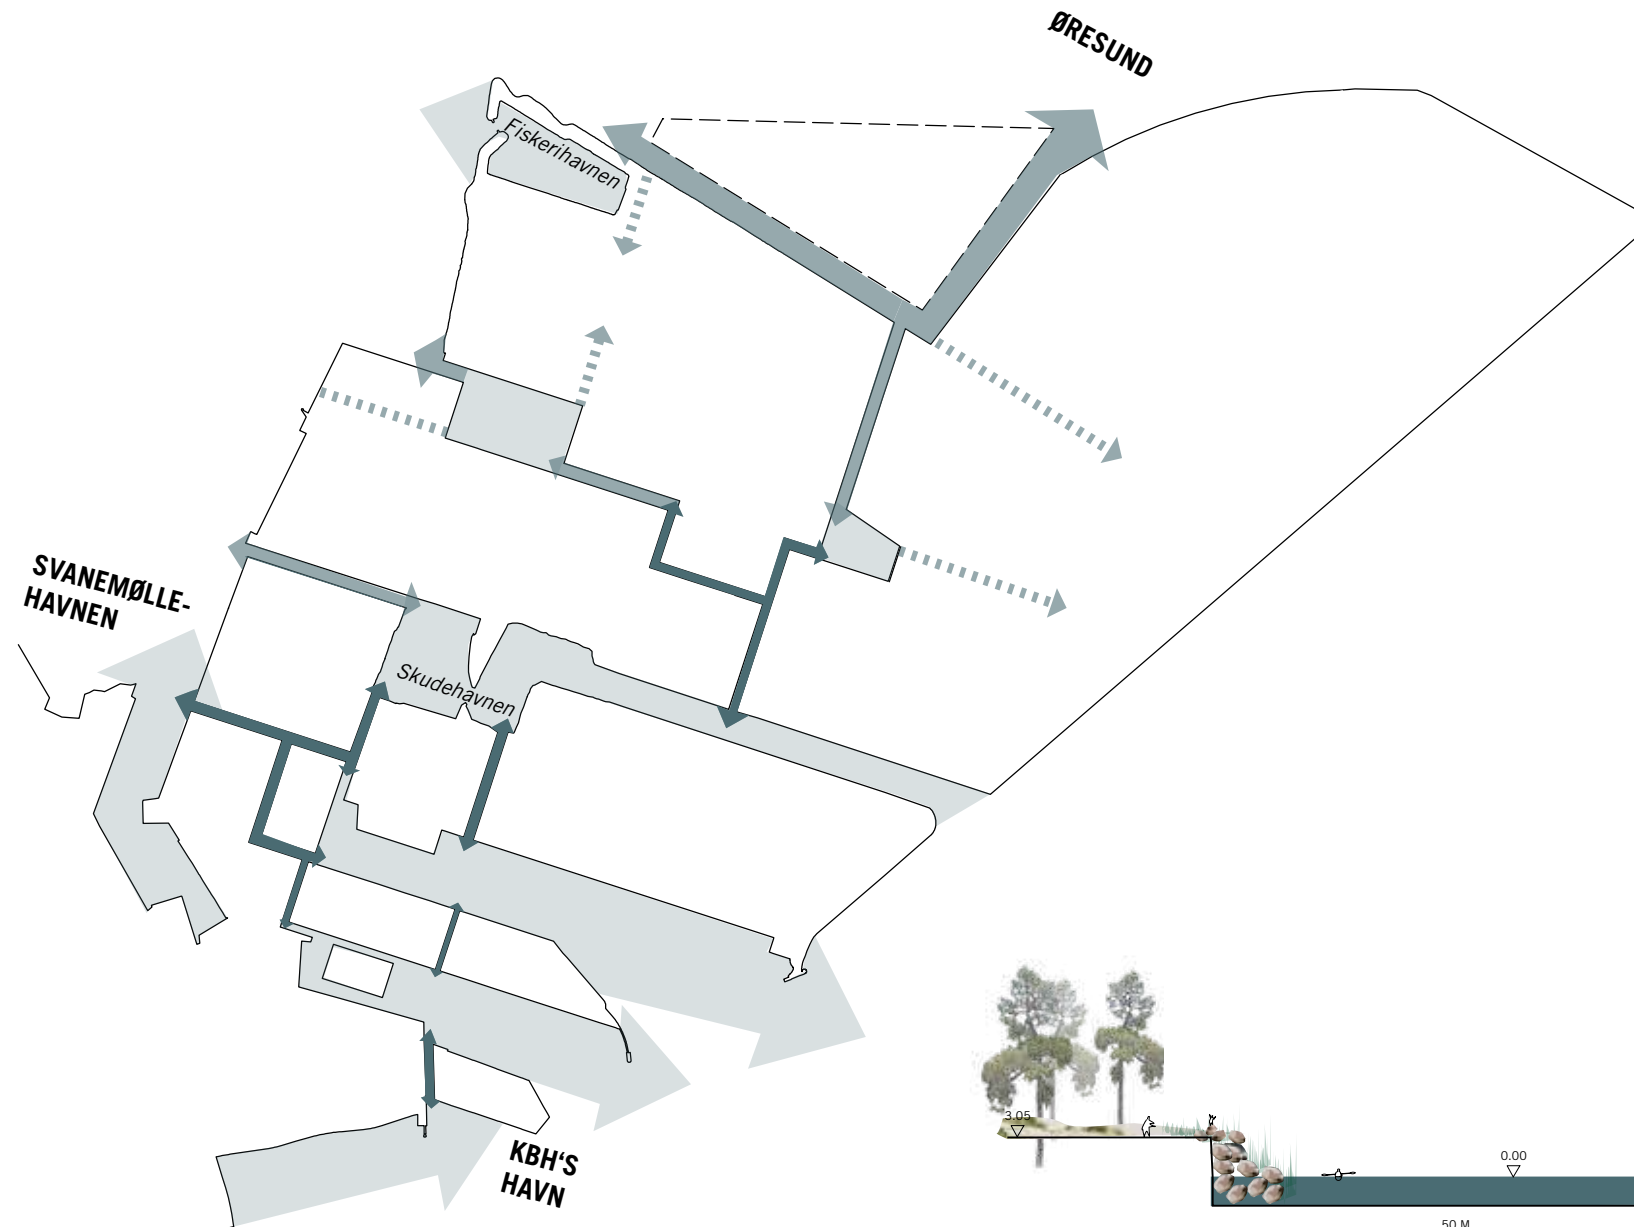 ØRESUND
Fiskerihavnen
SVANEMØLLE-
HAVNEN
Skudehavnen
KBH'S
HAVN
3.05
0.00
50 M